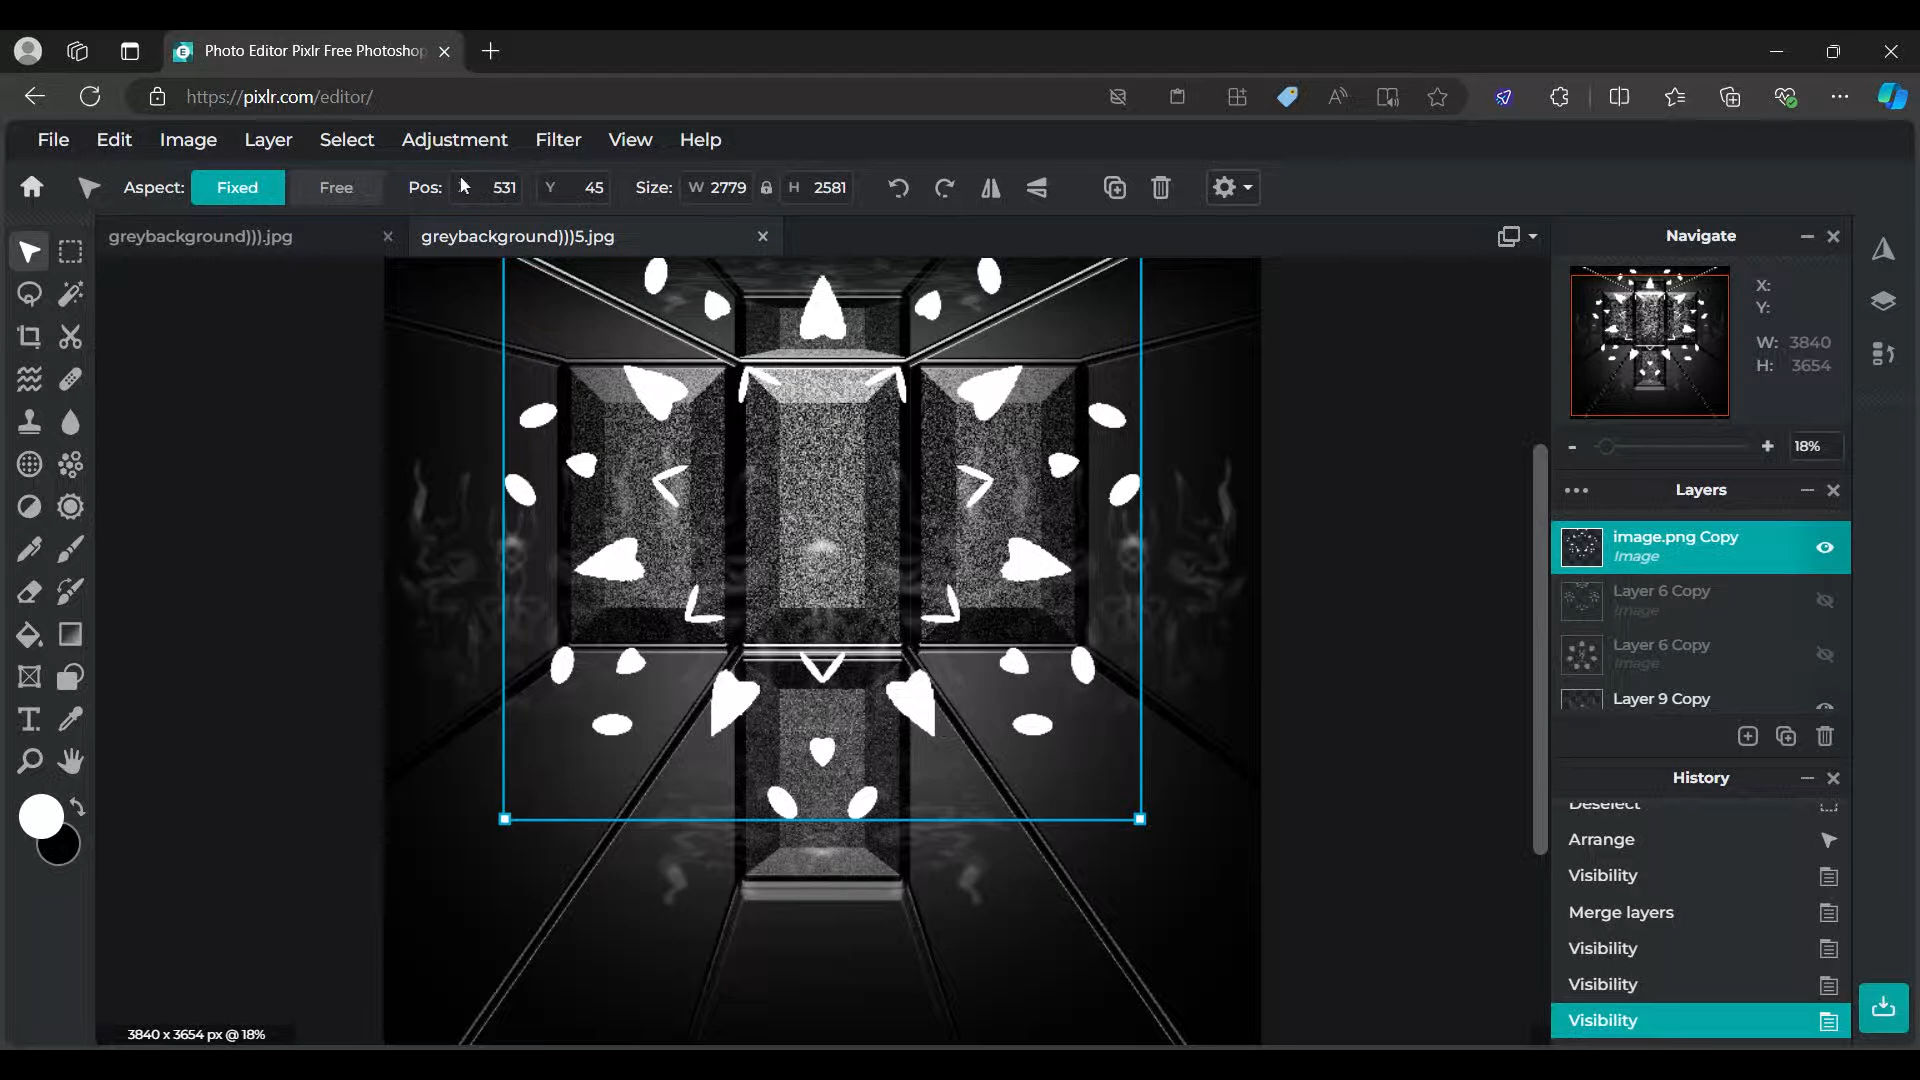 Photo Editor Pixlr Free Photoshop
https://pixlr.com/editor/
File Edit Image Layer Select Adjustment Filter View Help
Aspect: Fixed Free Pos: 531 Y 45 Size: W 2779 H 2581
greybackground))).jpg greybackground)))5.jpg
Navigate
X:
Y:
W: 3840
H: 3654
18%
Layers
image.png Copy
Image
Layer 6 Copy
Image
Layer 6 Copy
Image
Layer 9 Copy
History
Deselect
Arrange
Visibility
Merge layers
Visibility
Visibility
Visibility
3840 x 3654 px @ 18%